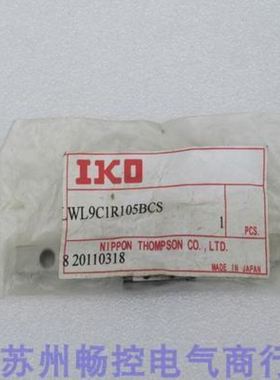 IKO
LWL9C1R105BCS
1
PCS.
NIPPON THOMPSON CO., LTD.
8 20110318
MADE IN JAPAN
苏州畅控电气商行